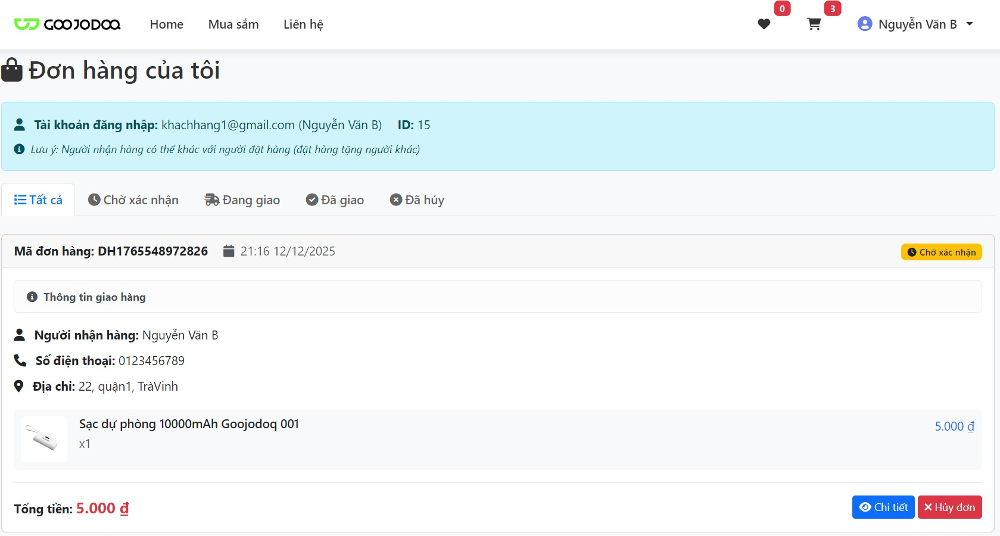 GOOJODOQ
Home
Mua sắm
Liên hệ
0
3
Nguyễn Văn B
Đơn hàng của tôi
Tài khoản đăng nhập: khachhang1@gmail.com (Nguyễn Văn B) ID: 15
Lưu ý: Người nhận hàng có thể khác với người đặt hàng (đặt hàng tặng người khác)
Tất cả
Chờ xác nhận
Đang giao
Đã giao
Đã hủy
Mã đơn hàng: DH1765548972826 21:16 12/12/2025
Chờ xác nhận
Thông tin giao hàng
Người nhận hàng: Nguyễn Văn B
Số điện thoại: 0123456789
Địa chỉ: 22, quận1, TràVinh
Sạc dự phòng 10000mAh Goojodoq 001
5.000 ₫
x1
Tổng tiền: 5.000 ₫
Chi tiết
Hủy đơn